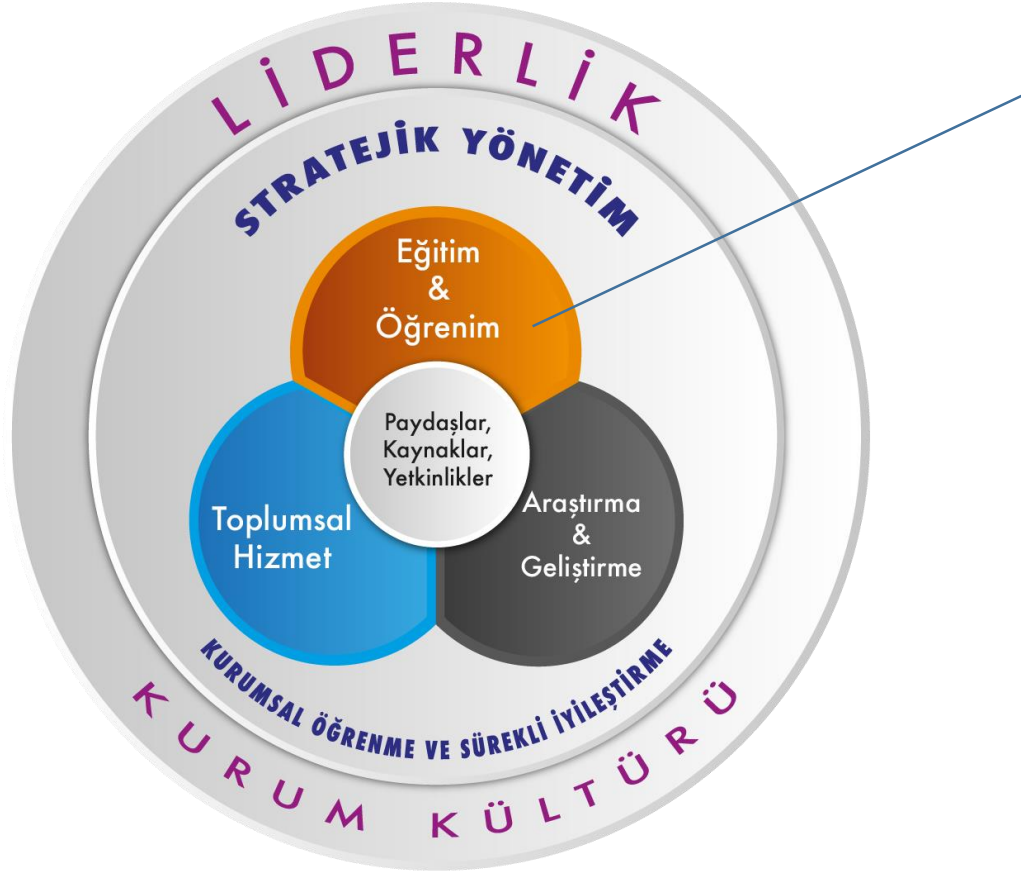 LİDERLİK
STRATEJİK YÖNETİM
Eğitim
&
Öğrenim
Paydaşlar,
Kaynaklar,
Yetkinlikler
Toplumsal
Hizmet
Araştırma
&
Geliştirme
KURUMSAL ÖĞRENME VE SÜREKLİ İYİLEŞTİRME
KURUM KÜLTÜRÜ